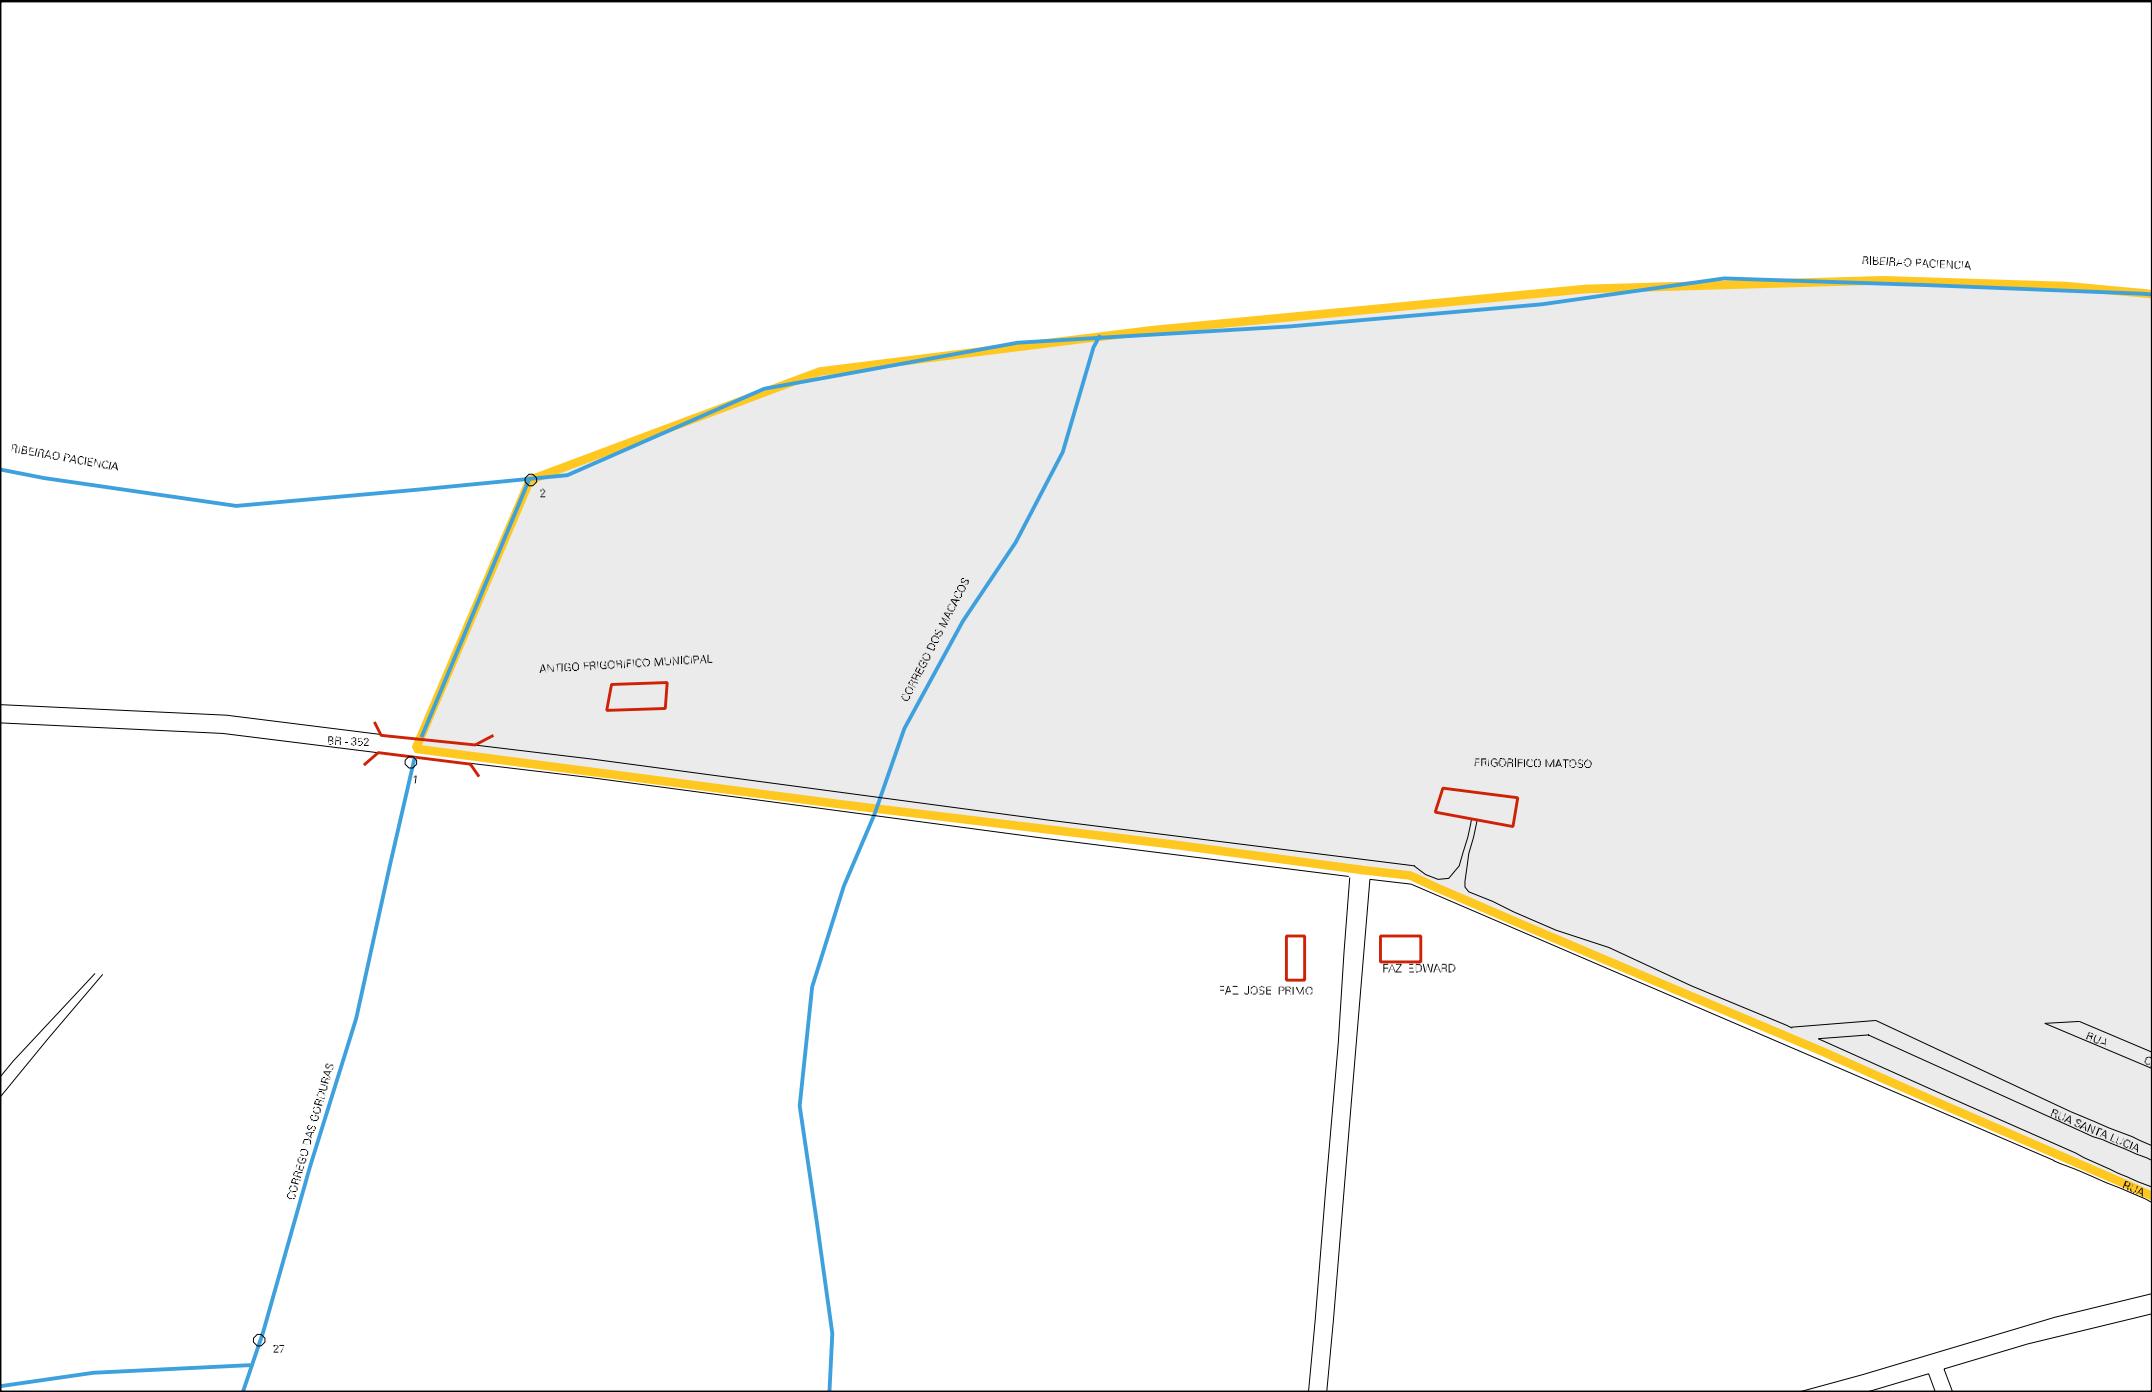 RIBEIRAO PACIENCIA
RIBEIRAO PACIENCIA
2
CORREGO DOS MACACOS
ANTIGO FRIGORIFICO MUNICIPAL
BR - 352
1
FRIGORIFICO MATOSO
FAZ EDWARD
FAZ JOSE PRIMO
RUA
RUA SANTA LUCIA
RUA
CORREGO DAS GORDURAS
27